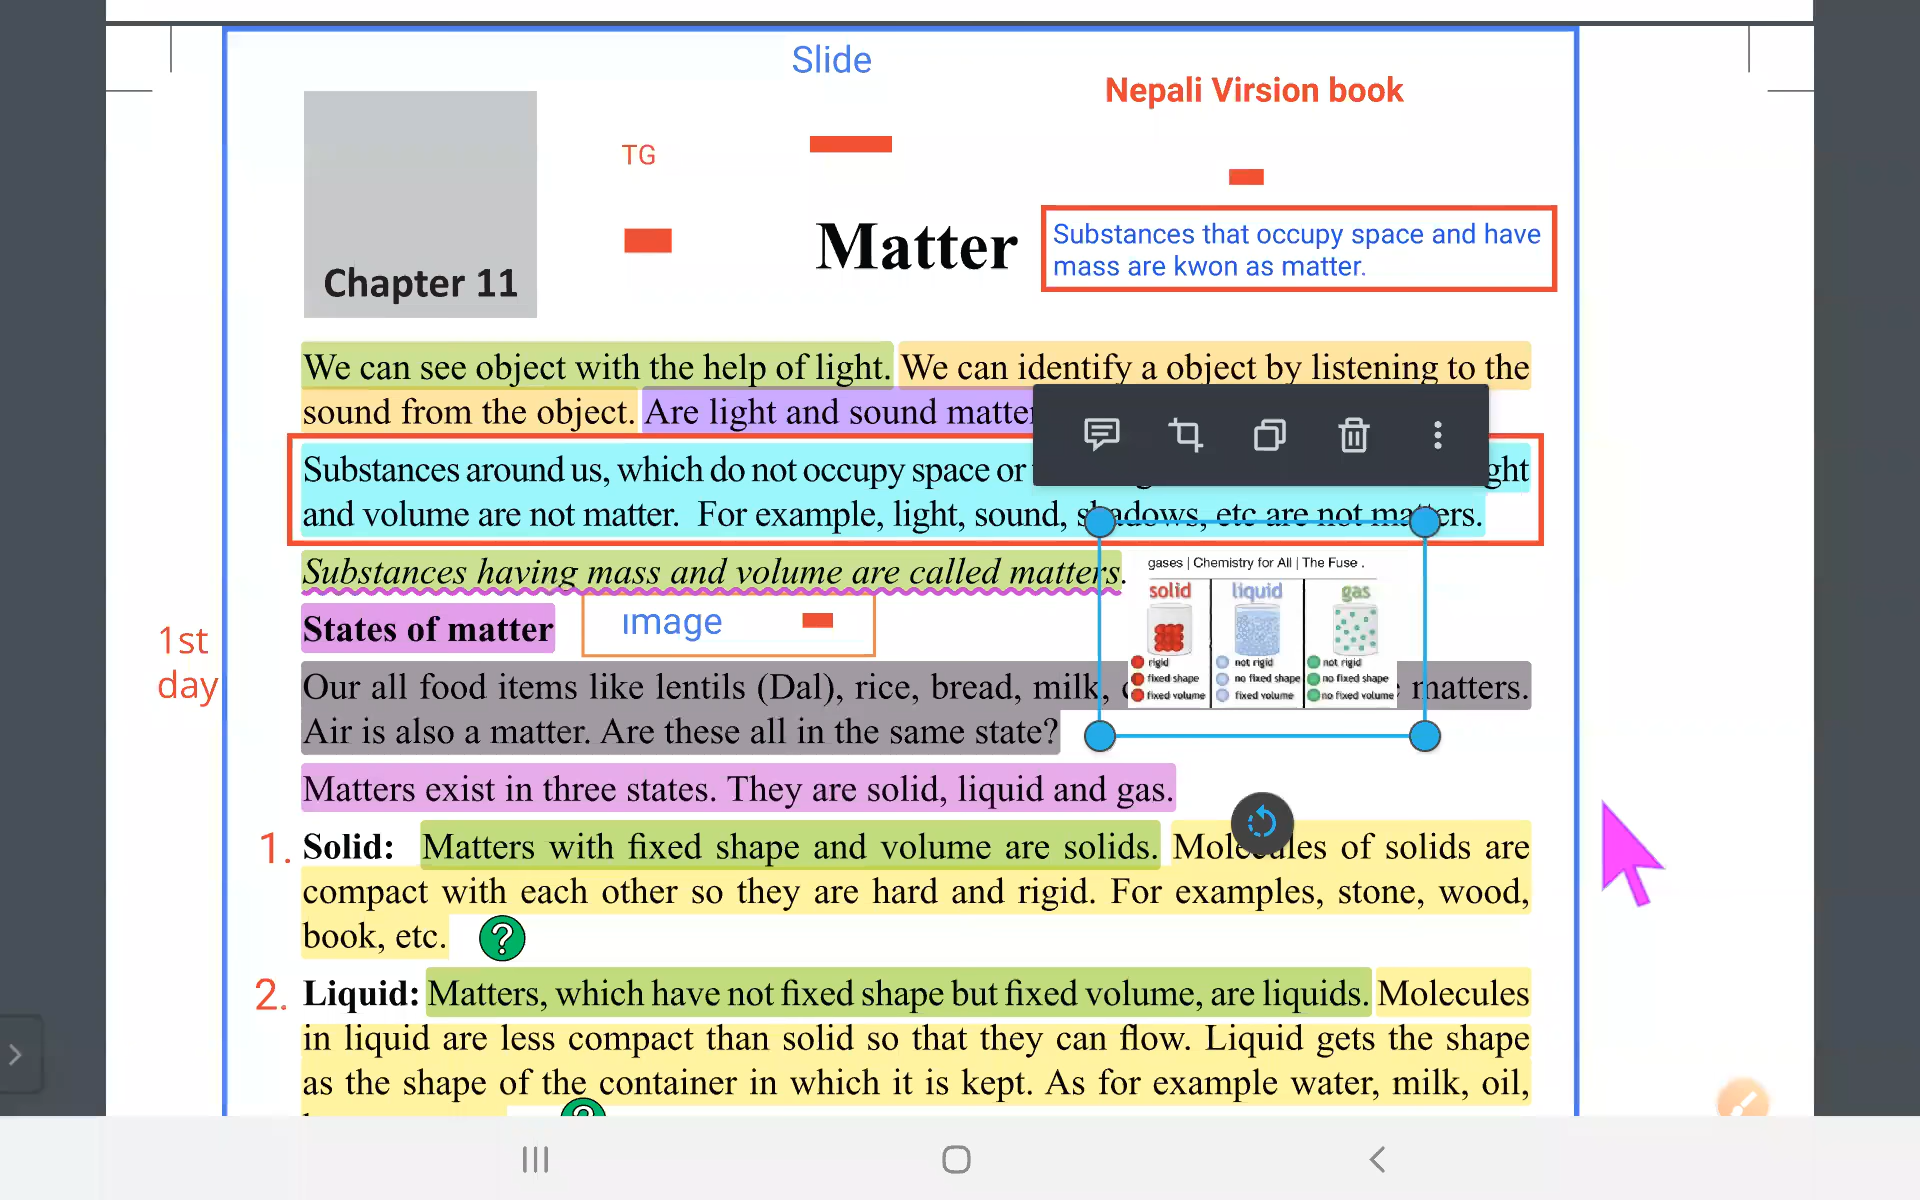 Slide
Nepali Virsion book
TG
Chapter 11
Matter
Substances that occupy space and have
mass are kwon as matter.
We can see object with the help of light. We can identify a object by listening to the
sound from the object. Are light and sound matter
Substances around us, which do not occupy space or ght
and volume are not matter. For example, light, sound, shadows, etc are not matters.
Substances having mass and volume are called matters.
gases | Chemistry for All | The Fuse .
solid liquid gas
rigid not rigid not rigid
fixed shape no fixed shape no fixed shape
fixed volume fixed volume no fixed volume
States of matter image
1st
day
Our all food items like lentils (Dal), rice, bread, milk, matters.
Air is also a matter. Are these all in the same state?
Matters exist in three states. They are solid, liquid and gas.
1. Solid: Matters with fixed shape and volume are solids. Molecules of solids are
compact with each other so they are hard and rigid. For examples, stone, wood,
book, etc. ?
2. Liquid: Matters, which have not fixed shape but fixed volume, are liquids. Molecules
in liquid are less compact than solid so that they can flow. Liquid gets the shape
as the shape of the container in which it is kept. As for example water, milk, oil,